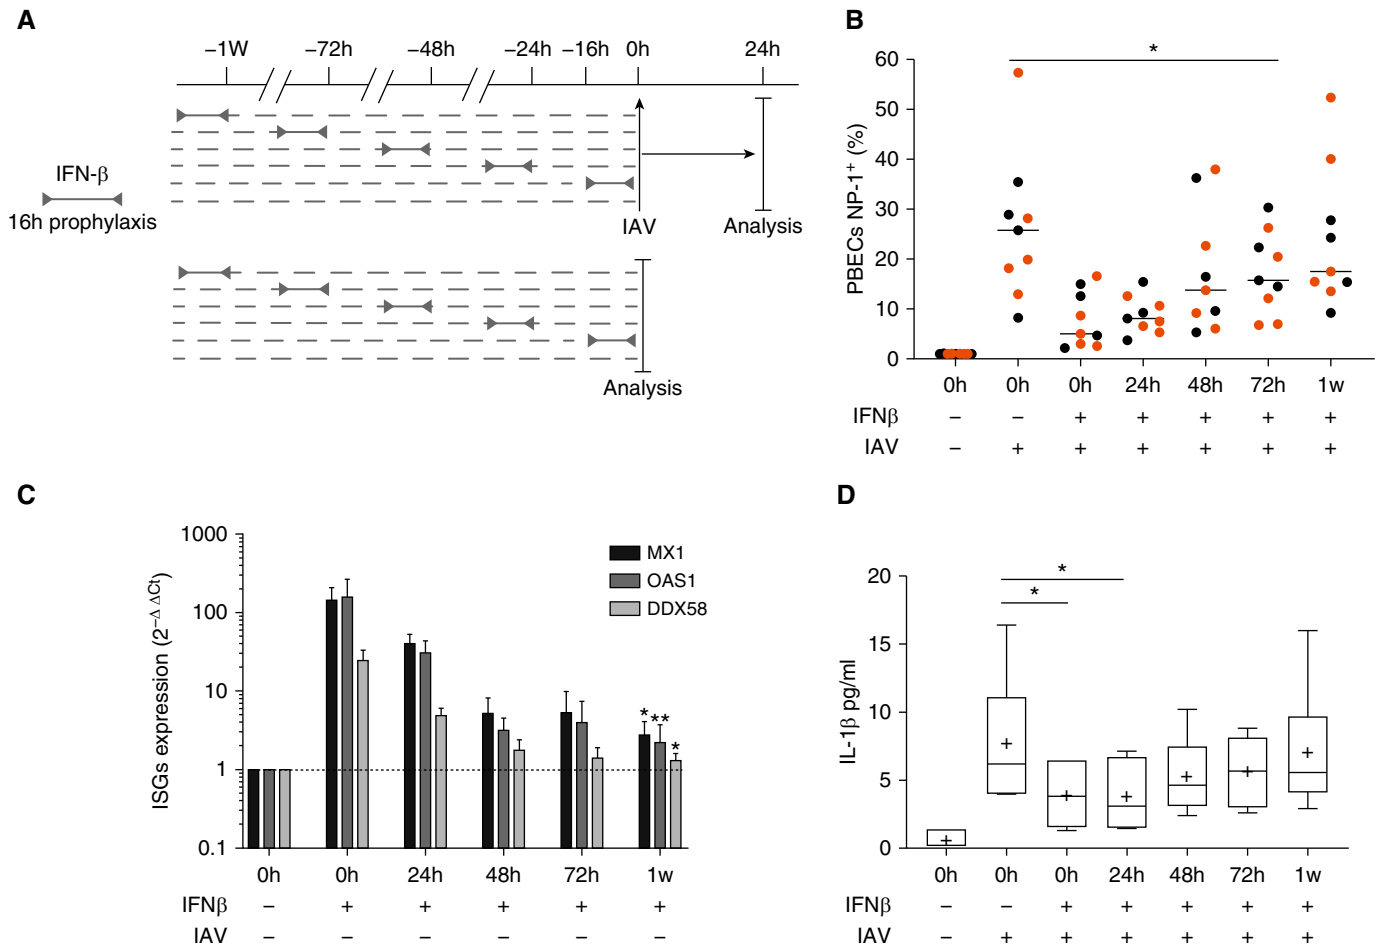 A
−1W −72h −48h −24h −16h 0h 24h
IFN-β
16h prophylaxis
IAV Analysis
Analysis
B
*
PBECs NP-1⁺ (%)
60
50
40
30
20
10
0
0h 0h 0h 24h 48h 72h 1w
IFNβ − − + + + + +
IAV − + + + + + +
C
ISGs expression (2^−Δ ΔCt)
1000
100
10
1
0.1
MX1
OAS1
DDX58
* ** *
0h 0h 24h 48h 72h 1w
IFNβ − + + + + +
IAV − − − − − −
D
IL-1β pg/ml
20
15
10
5
0
*
*
0h 0h 0h 24h 48h 72h 1w
IFNβ − − + + + + +
IAV − + + + + + +